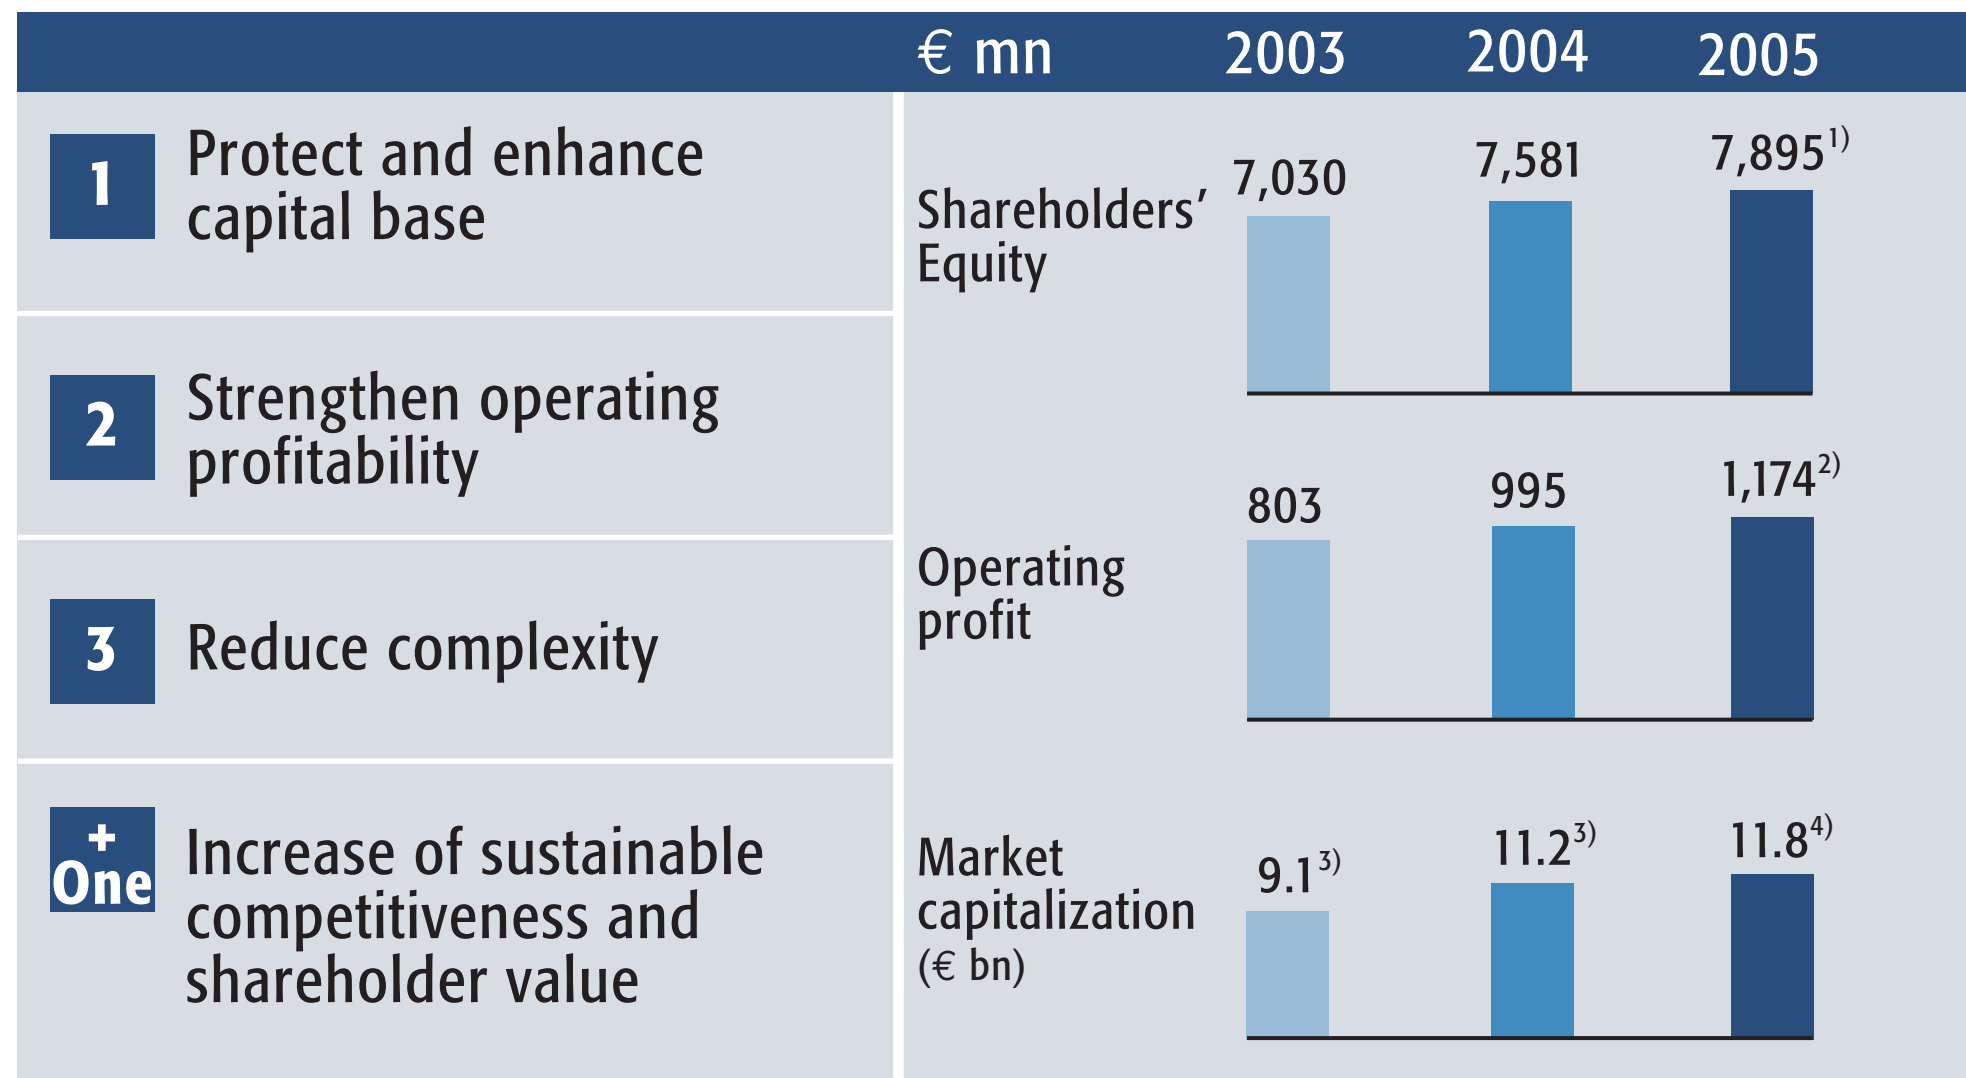 € mn 2003 2004 2005
1
Protect and enhance
capital base
2
Strengthen operating
profitability
3
Reduce complexity
+
One
Increase of sustainable
competitiveness and
shareholder value
Shareholders’
Equity
7,030 7,581 7,895 1)
Operating
profit
803 995 1,174 2)
Market
capitalization
(€ bn)
9.1 3) 11.2 3) 11.8 4)